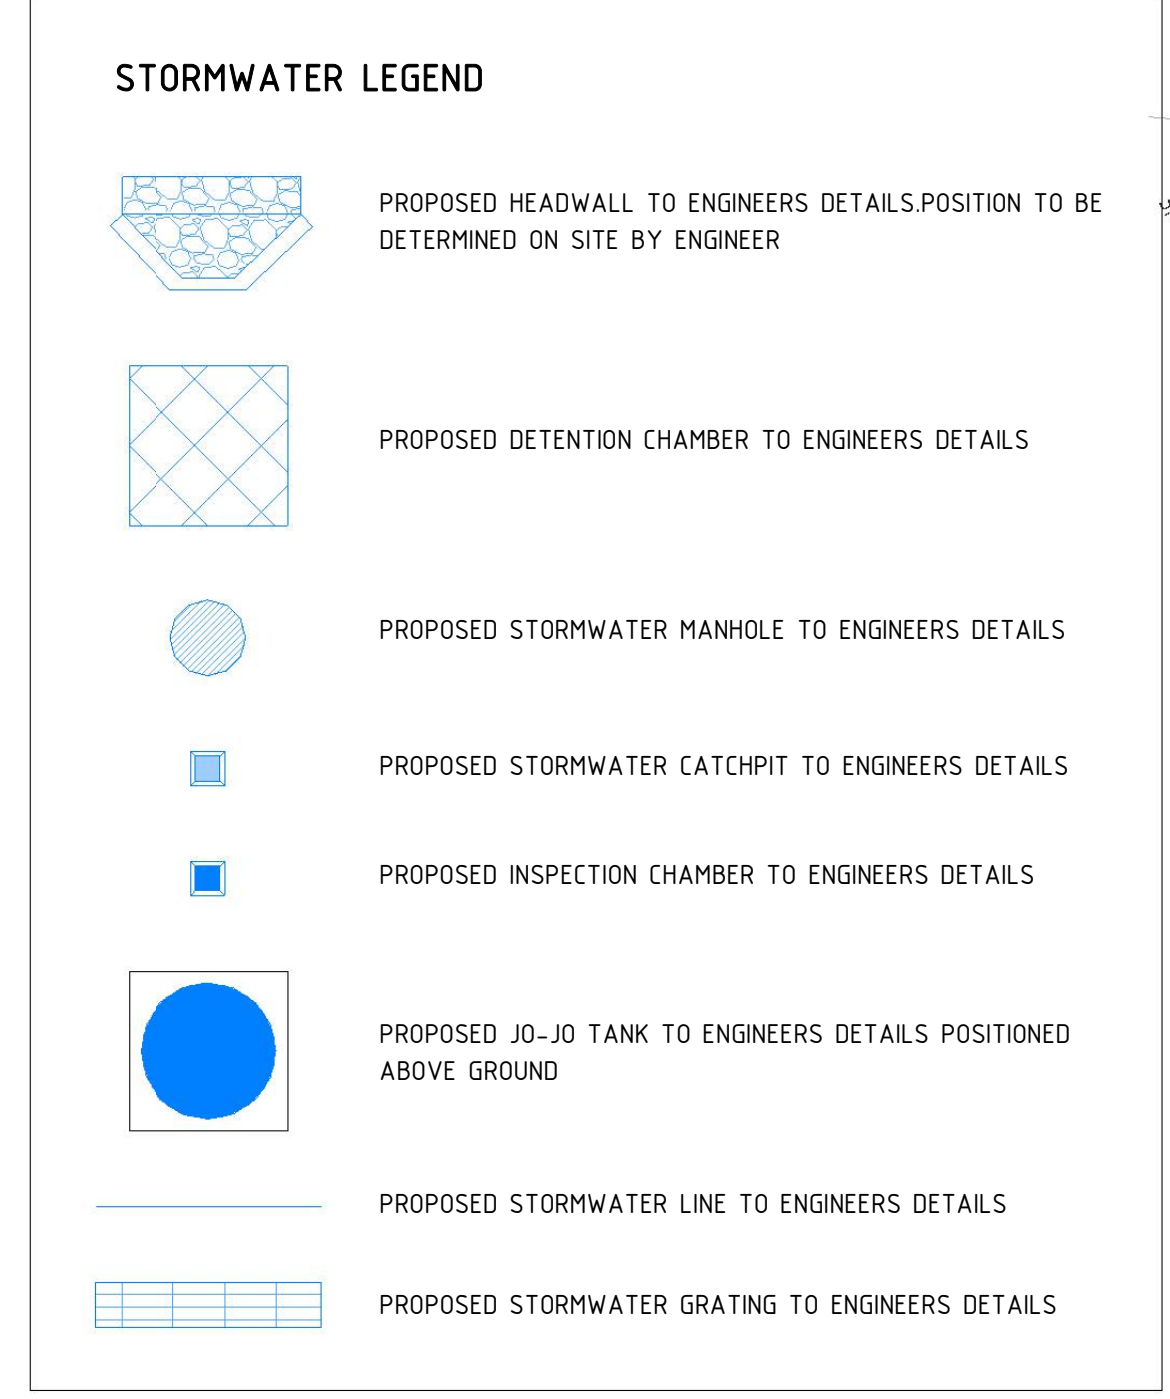 STORMWATER LEGEND
PROPOSED HEADWALL TO ENGINEERS DETAILS.POSITION TO BE
DETERMINED ON SITE BY ENGINEER
PROPOSED DETENTION CHAMBER TO ENGINEERS DETAILS
PROPOSED STORMWATER MANHOLE TO ENGINEERS DETAILS
PROPOSED STORMWATER CATCHPIT TO ENGINEERS DETAILS
PROPOSED INSPECTION CHAMBER TO ENGINEERS DETAILS
PROPOSED JO-JO TANK TO ENGINEERS DETAILS POSITIONED
ABOVE GROUND
PROPOSED STORMWATER LINE TO ENGINEERS DETAILS
PROPOSED STORMWATER GRATING TO ENGINEERS DETAILS